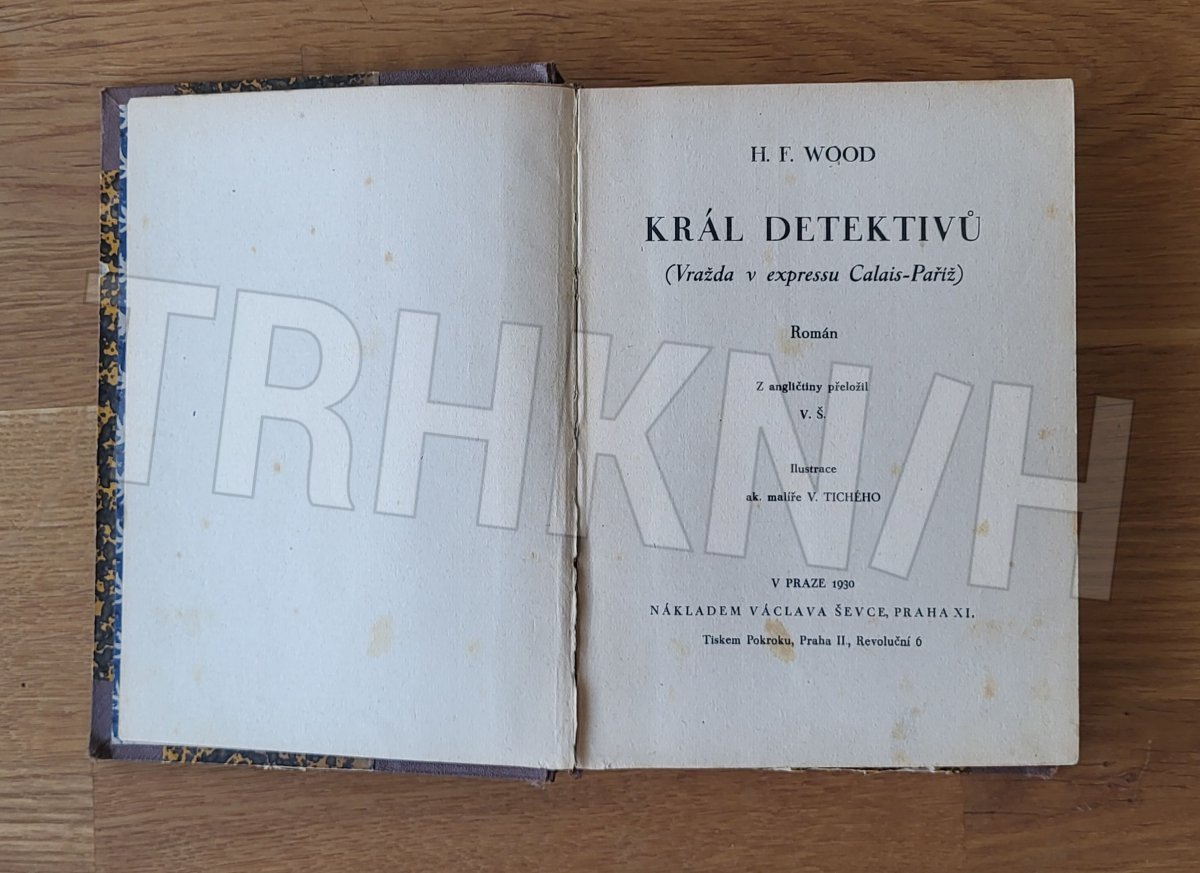 H. F. WOOD
KRÁL DETEKTIVŮ
(Vražda v expressu Calais-Paříž)
Román
Z angličtiny přeložil
V. Š.
Ilustrace
ak. malíře V. TICHÉHO
V PRAZE 1930
NÁKLADEM VÁCLAVA ŠEVCE, PRAHA XI.
Tiskem Pokroku, Praha II., Revoluční 6
TRHKN/H